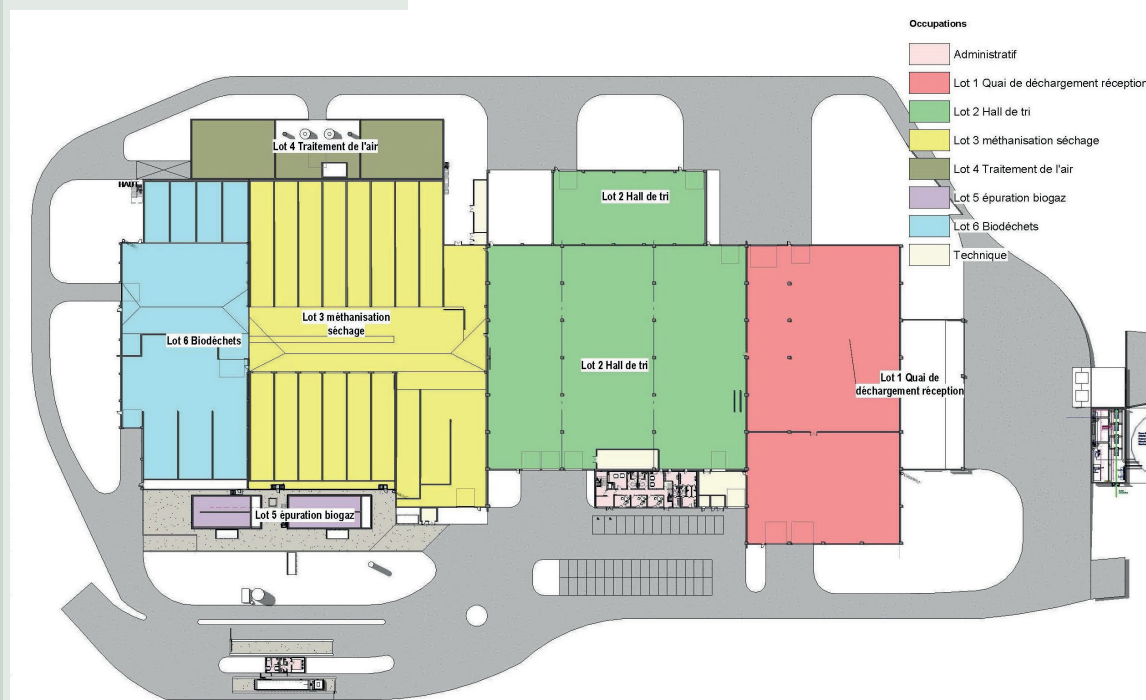 Occupations
Administratif
Lot 1 Quai de déchargement réception
Lot 2 Hall de tri
Lot 3 méthanisation séchage
Lot 4 Traitement de l'air
Lot 5 épuration biogaz
Lot 6 Biodéchets
Technique
Lot 4 Traitement de l'air
HAUT
Lot 2 Hall de tri
Lot 3 méthanisation
séchage
Lot 6 Biodéchets
Lot 2 Hall de tri
Lot 1 Quai de
déchargement réception
Lot 5 épuration biogaz